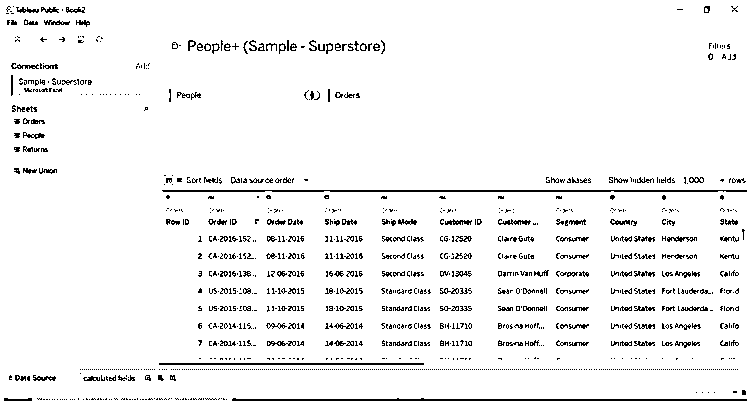 Tableau Public - Book2
File Data Window Help
People+ (Sample - Superstore)
Filters
0 Add
Connections Add
Sample - Superstore
Microsoft Excel
People Orders
Sheets
Orders
People
Returns
New Union
Sort fields Data source order Show aliases Show hidden fields 1,000 rows
Orders Orders Orders Orders Orders Orders Orders Orders Orders Orders Orders
Row ID Order ID Order Date Ship Date Ship Mode Customer ID Customer ... Segment Country City State
1 CA-2016-152... 08-11-2016 11-11-2016 Second Class CG-12520 Claire Gute Consumer United States Henderson Kentu
2 CA-2016-152... 08-11-2016 11-11-2016 Second Class CG-12520 Claire Gute Consumer United States Henderson Kentu
3 CA-2016-138... 12-06-2016 16-06-2016 Second Class DV-13045 Darrin Van Huff Corporate United States Los Angeles Califo
4 US-2015-108... 11-10-2015 18-10-2015 Standard Class SO-20335 Sean O'Donnell Consumer United States Fort Lauderda... Florid
5 US-2015-108... 11-10-2015 18-10-2015 Standard Class SO-20335 Sean O'Donnell Consumer United States Fort Lauderda... Florid
6 CA-2014-115... 09-06-2014 14-06-2014 Standard Class BH-11710 Brosina Hoff... Consumer United States Los Angeles Califo
7 CA-2014-115... 09-06-2014 14-06-2014 Standard Class BH-11710 Brosina Hoff... Consumer United States Los Angeles Califo
Data Source calculated fields